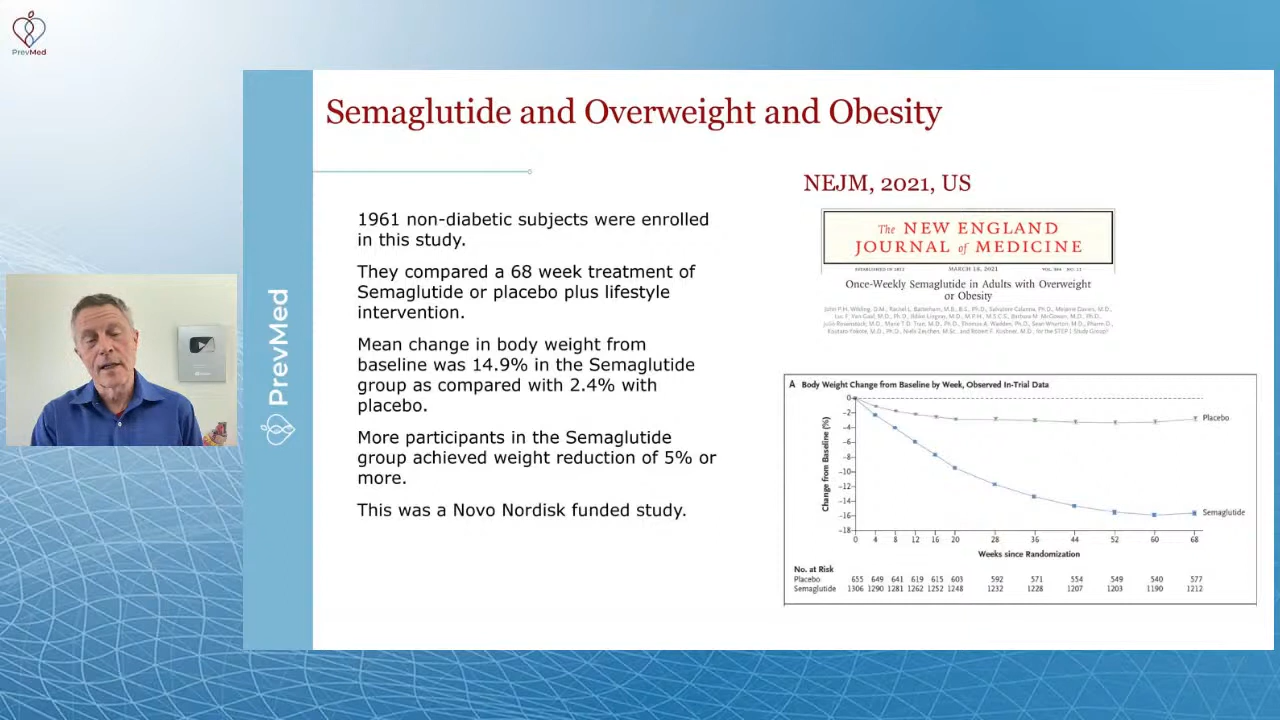 PrevMed
Semaglutide and Overweight and Obesity
PrevMed
1961 non-diabetic subjects were enrolled
in this study.
They compared a 68 week treatment of
Semaglutide or placebo plus lifestyle
intervention.
Mean change in body weight from
baseline was 14.9% in the Semaglutide
group as compared with 2.4% with
placebo.
More participants in the Semaglutide
group achieved weight reduction of 5% or
more.
This was a Novo Nordisk funded study.
NEJM, 2021, US
The NEW ENGLAND
JOURNAL of MEDICINE
ESTABLISHED IN 1812 MARCH 18, 2021 VOL. 384 NO. 11
Once-Weekly Semaglutide in Adults with Overweight
or Obesity
A Body Weight Change from Baseline by Week, Observed In-Trial Data
Change from Baseline (%)
0
-2
-4
-6
-8
-10
-12
-14
-16
-18
Placebo
Semaglutide
0 4 8 12 16 20 28 36 44 52 60 68
Weeks since Randomization
No. at Risk
Placebo 655 649 641 619 615 603 592 571 554 549 540 577
Semaglutide 1306 1290 1281 1262 1252 1248 1232 1228 1207 1203 1190 1212